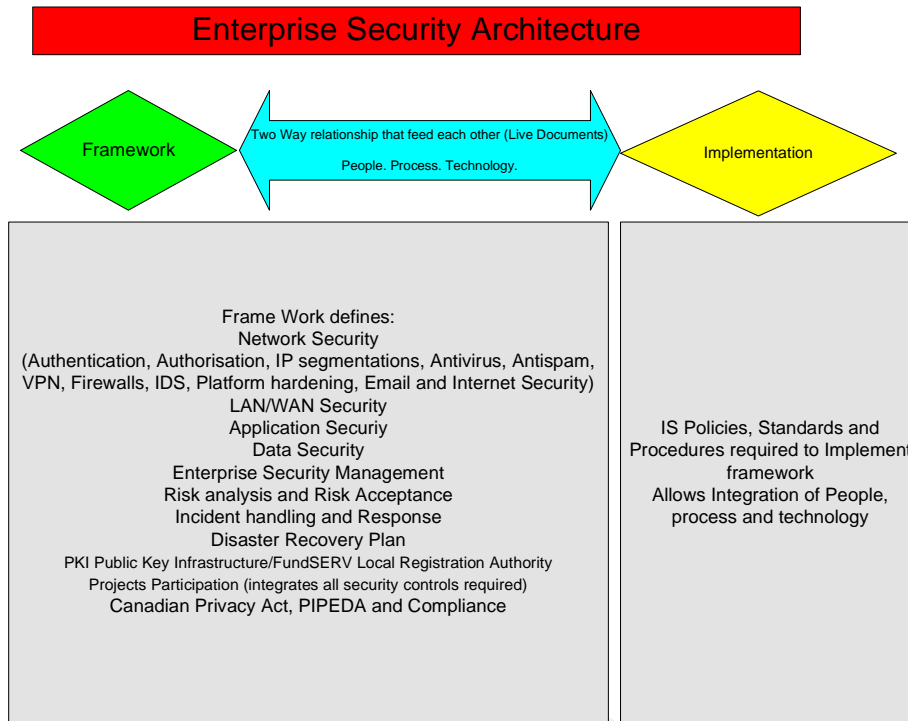 Enterprise Security Architecture
Framework
Two Way relationship that feed each other (Live Documents)
People. Process. Technology.
Implementation
Frame Work defines:
Network Security
(Authentication, Authorisation, IP segmentations, Antivirus, Antispam,
VPN, Firewalls, IDS, Platform hardening, Email and Internet Security)
LAN/WAN Security
Application Securiy
Data Security
Enterprise Security Management
Risk analysis and Risk Acceptance
Incident handling and Response
Disaster Recovery Plan
PKI Public Key Infrastructure/FundSERV Local Registration Authority
Projects Participation (integrates all security controls required)
Canadian Privacy Act, PIPEDA and Compliance
IS Policies, Standards and
Procedures required to Implement
framework
Allows Integration of People,
process and technology